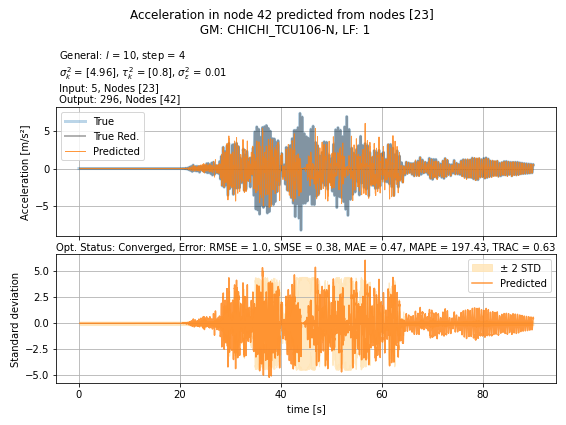 Acceleration in node 42 predicted from nodes [23]
GM: CHICHI_TCU106-N, LF: 1
General: l = 10, step = 4
σ²ₖ = [4.96], τ²ₖ = [0.8], σ²ε = 0.01
Input: 5, Nodes [23]
Output: 296, Nodes [42]
True
True Red.
Predicted
5
0
−5
Acceleration [m/s²]
Opt. Status: Converged, Error: RMSE = 1.0, SMSE = 0.38, MAE = 0.47, MAPE = 197.43, TRAC = 0.63
± 2 STD
Predicted
5.0
2.5
0.0
−2.5
−5.0
Standard deviation
0 20 40 60 80
time [s]